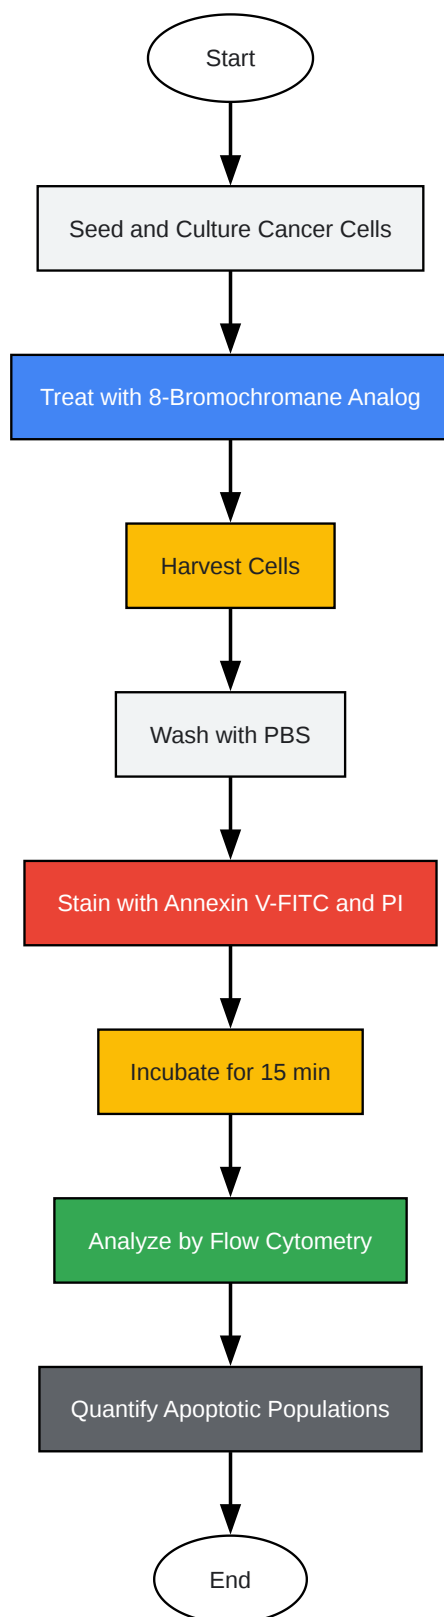 Start
Seed and Culture Cancer Cells
Treat with 8-Bromochromane Analog
Harvest Cells
Wash with PBS
Stain with Annexin V-FITC and PI
Incubate for 15 min
Analyze by Flow Cytometry
Quantify Apoptotic Populations
End